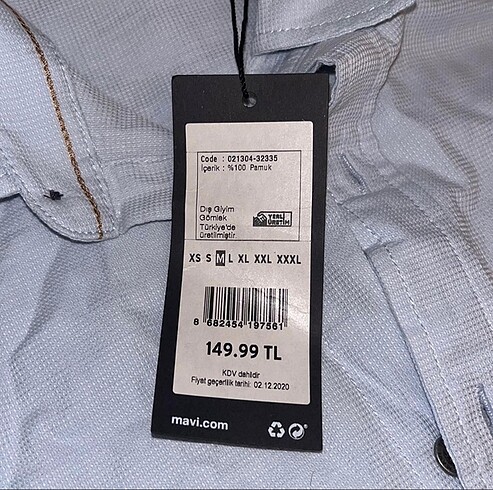 Code : 021304-32335
İçerik : %100 Pamuk
Dış Giyim
Gömlek
Türkiye'de
üretilmiştir.
YERLİ
ÜRETİM
XS S M L XL XXL XXXL
8 682454 197561
149.99 TL
KDV dahildir
Fiyat geçerlilik tarihi: 02.12.2020
mavi.com